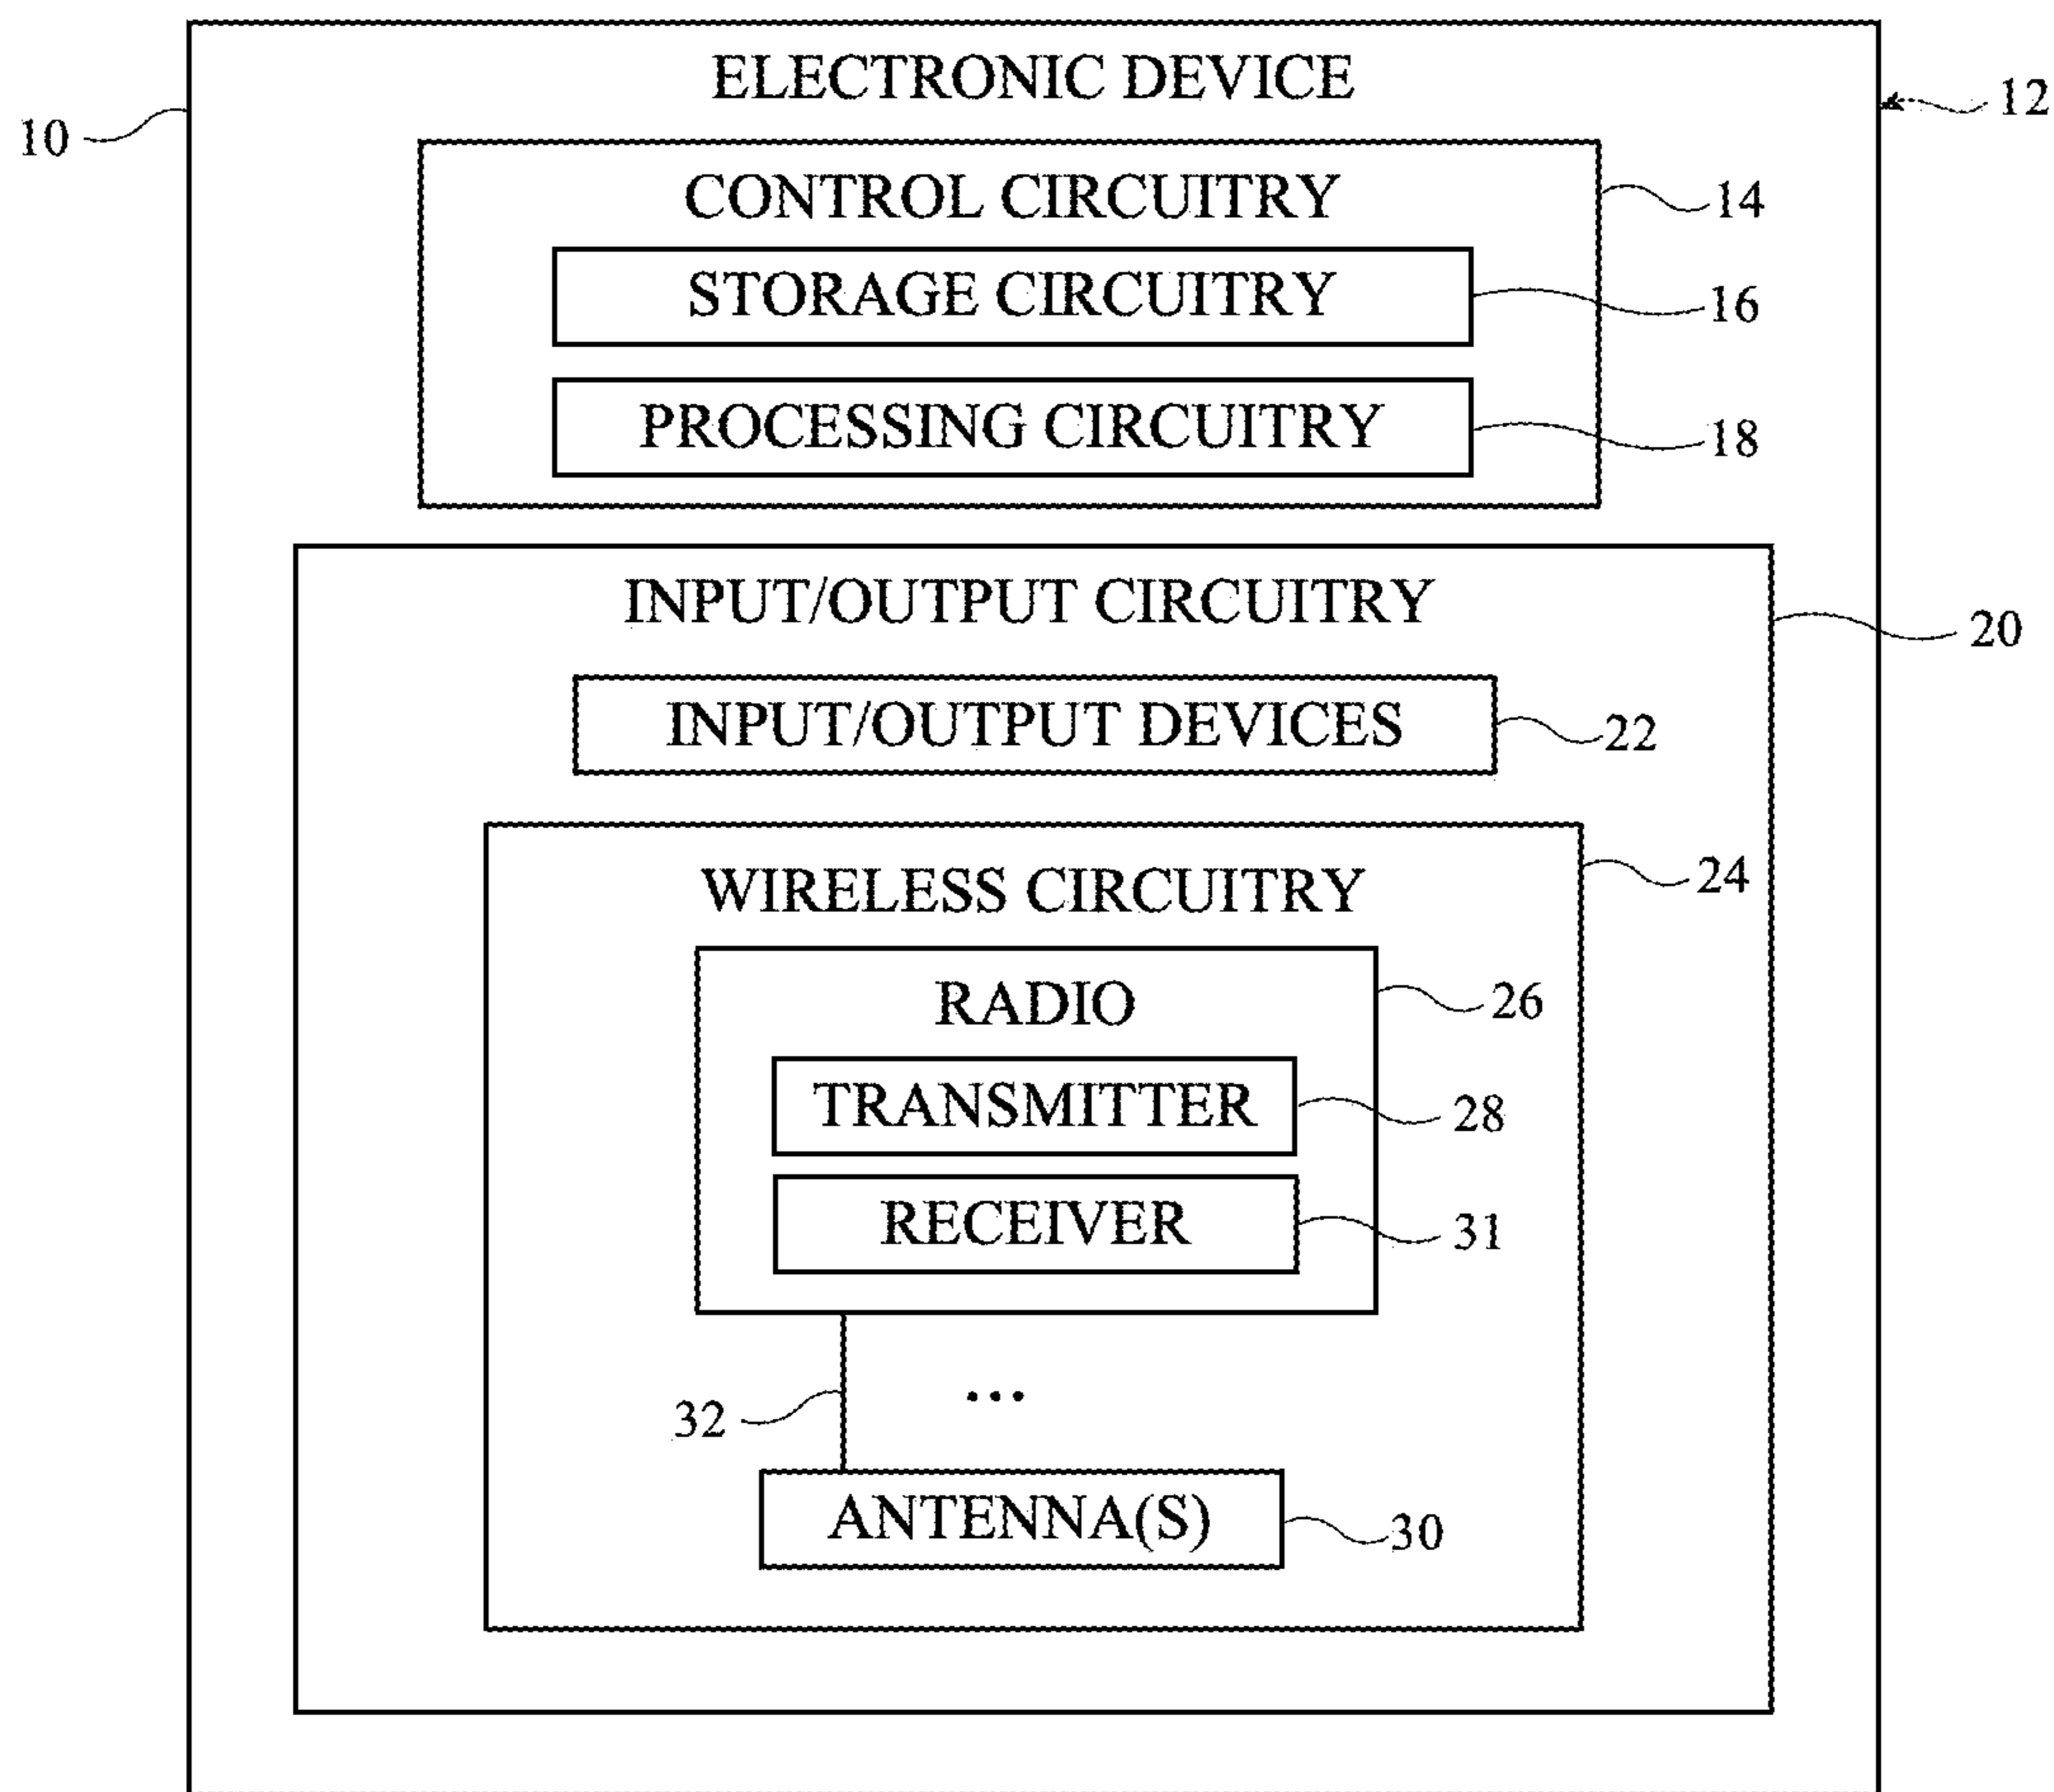 ELECTRONIC DEVICE
10
12
CONTROL CIRCUITRY
14
STORAGE CIRCUITRY
16
PROCESSING CIRCUITRY
18
INPUT/OUTPUT CIRCUITRY
20
INPUT/OUTPUT DEVICES
22
WIRELESS CIRCUITRY
24
RADIO
26
TRANSMITTER
28
RECEIVER
31
32
...
ANTENNA(S)
30